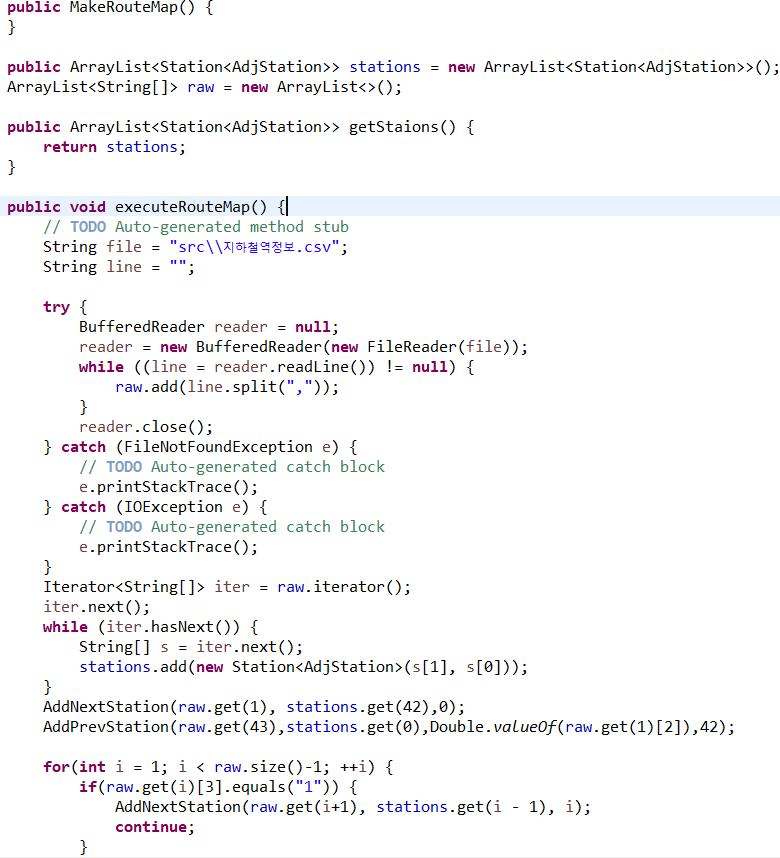 public MakeRouteMap() {
}
public ArrayList<Station<AdjStation>> stations = new ArrayList<Station<AdjStation>>();
ArrayList<String[]> raw = new ArrayList<>();
public ArrayList<Station<AdjStation>> getStaions() {
    return stations;
}
public void executeRouteMap() {
    // TODO Auto-generated method stub
    String file = "src\\지하철역정보.csv";
    String line = "";
    try {
        BufferedReader reader = null;
        reader = new BufferedReader(new FileReader(file));
        while ((line = reader.readLine()) != null) {
            raw.add(line.split(","));
        }
        reader.close();
    } catch (FileNotFoundException e) {
        // TODO Auto-generated catch block
        e.printStackTrace();
    } catch (IOException e) {
        // TODO Auto-generated catch block
        e.printStackTrace();
    }
    Iterator<String[]> iter = raw.iterator();
    iter.next();
    while (iter.hasNext()) {
        String[] s = iter.next();
        stations.add(new Station<AdjStation>(s[1], s[0]));
    }
    AddNextStation(raw.get(1), stations.get(42),0);
    AddPrevStation(raw.get(43),stations.get(0),Double.valueOf(raw.get(1)[2]),42);
    for(int i = 1; i < raw.size()-1; ++i) {
        if(raw.get(i)[3].equals("1")) {
            AddNextStation(raw.get(i+1), stations.get(i - 1), i);
            continue;
        }